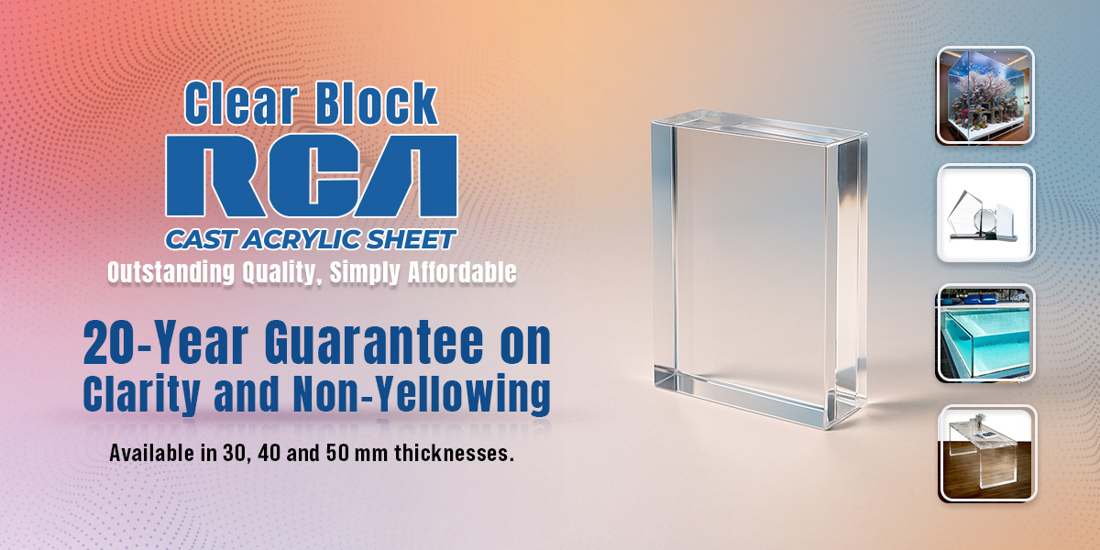 Clear Block
RCA
CAST ACRYLIC SHEET
Outstanding Quality, Simply Affordable
20-Year Guarantee on
Clarity and Non-Yellowing
Available in 30, 40 and 50 mm thicknesses.